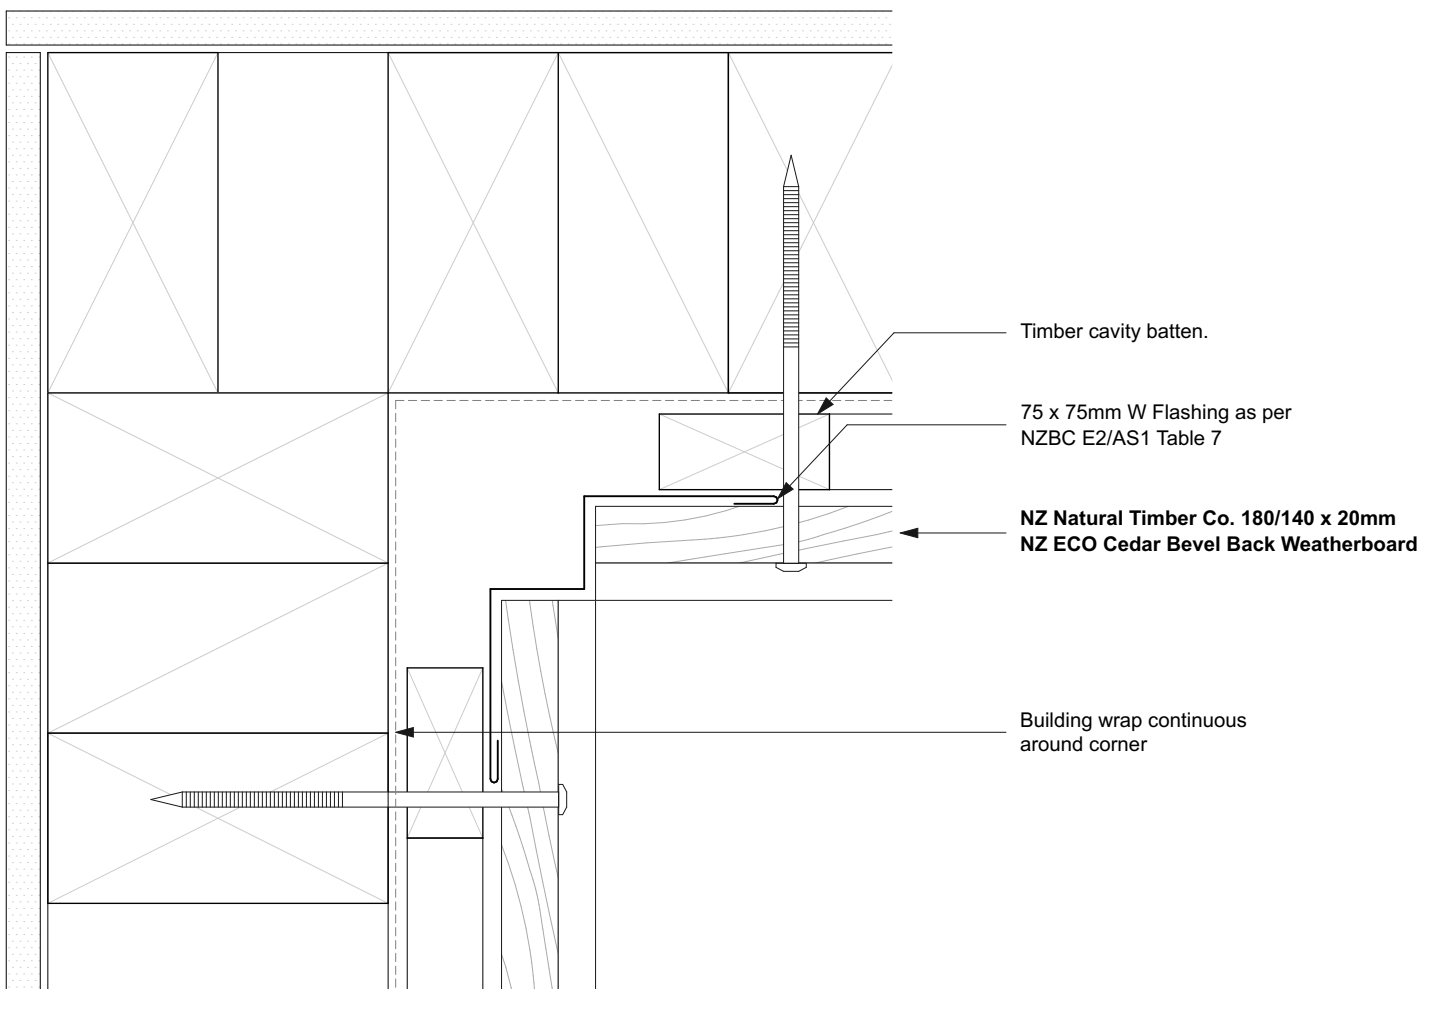 Timber cavity batten.
75 x 75mm W Flashing as per
NZBC E2/AS1 Table 7
NZ Natural Timber Co. 180/140 x 20mm
NZ ECO Cedar Bevel Back Weatherboard
Building wrap continuous
around corner